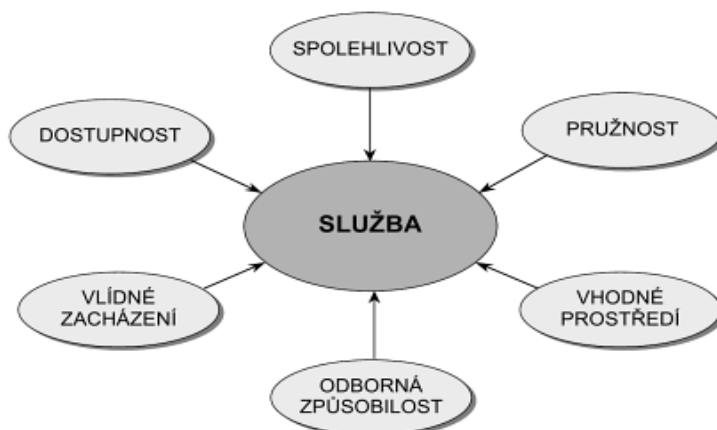 SPOLEHLIVOST
DOSTUPNOST
PRUŽNOST
SLUŽBA
VLÍDNÉ
ZACHÁZENÍ
VHODNÉ
PROSTŘEDÍ
ODBORNÁ
ZPŮSOBILOST